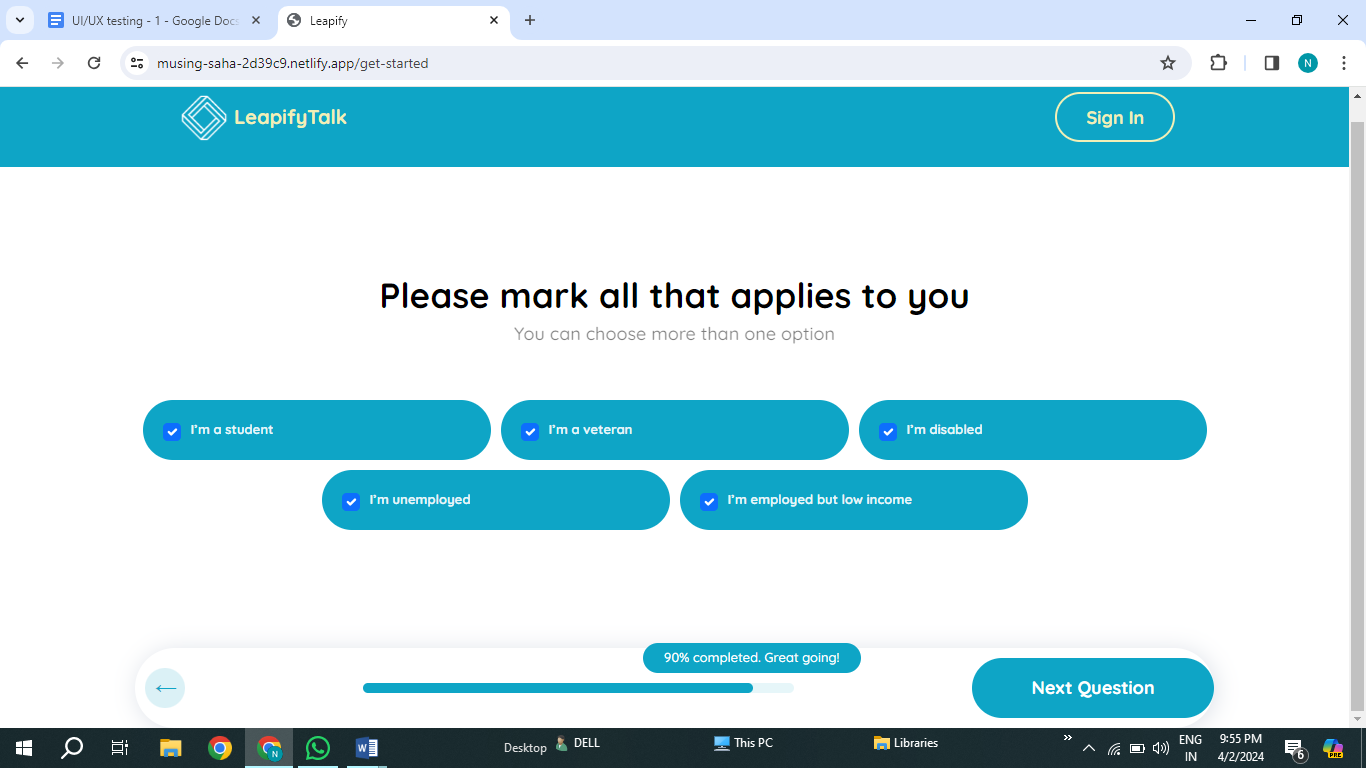 UI/UX testing - 1 - Google Docs
Leapify
musing-saha-2d39c9.netlify.app/get-started
N
LeapifyTalk
Sign In
Please mark all that applies to you
You can choose more than one option
I'm a student
I'm a veteran
I'm disabled
I'm unemployed
I'm employed but low income
90% completed. Great going!
Next Question
Desktop
DELL
This PC
Libraries
ENG
IN
9:55 PM
4/2/2024
6
PRE
N
W